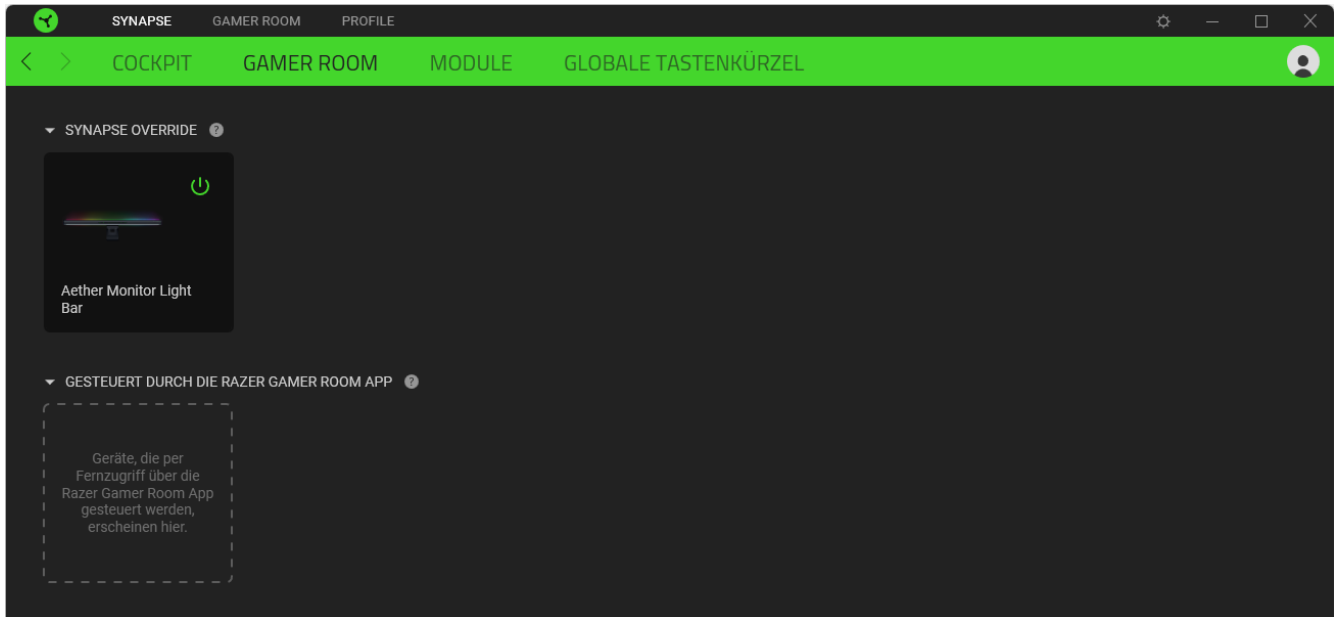 SYNAPSE GAMER ROOM PROFILE
COCKPIT GAMER ROOM MODULE GLOBALE TASTENKÜRZEL
SYNAPSE OVERRIDE ?
Aether Monitor Light
Bar
GESTEUERT DURCH DIE RAZER GAMER ROOM APP ?
Geräte, die per
Fernzugriff über die
Razer Gamer Room App
gesteuert werden,
erscheinen hier.